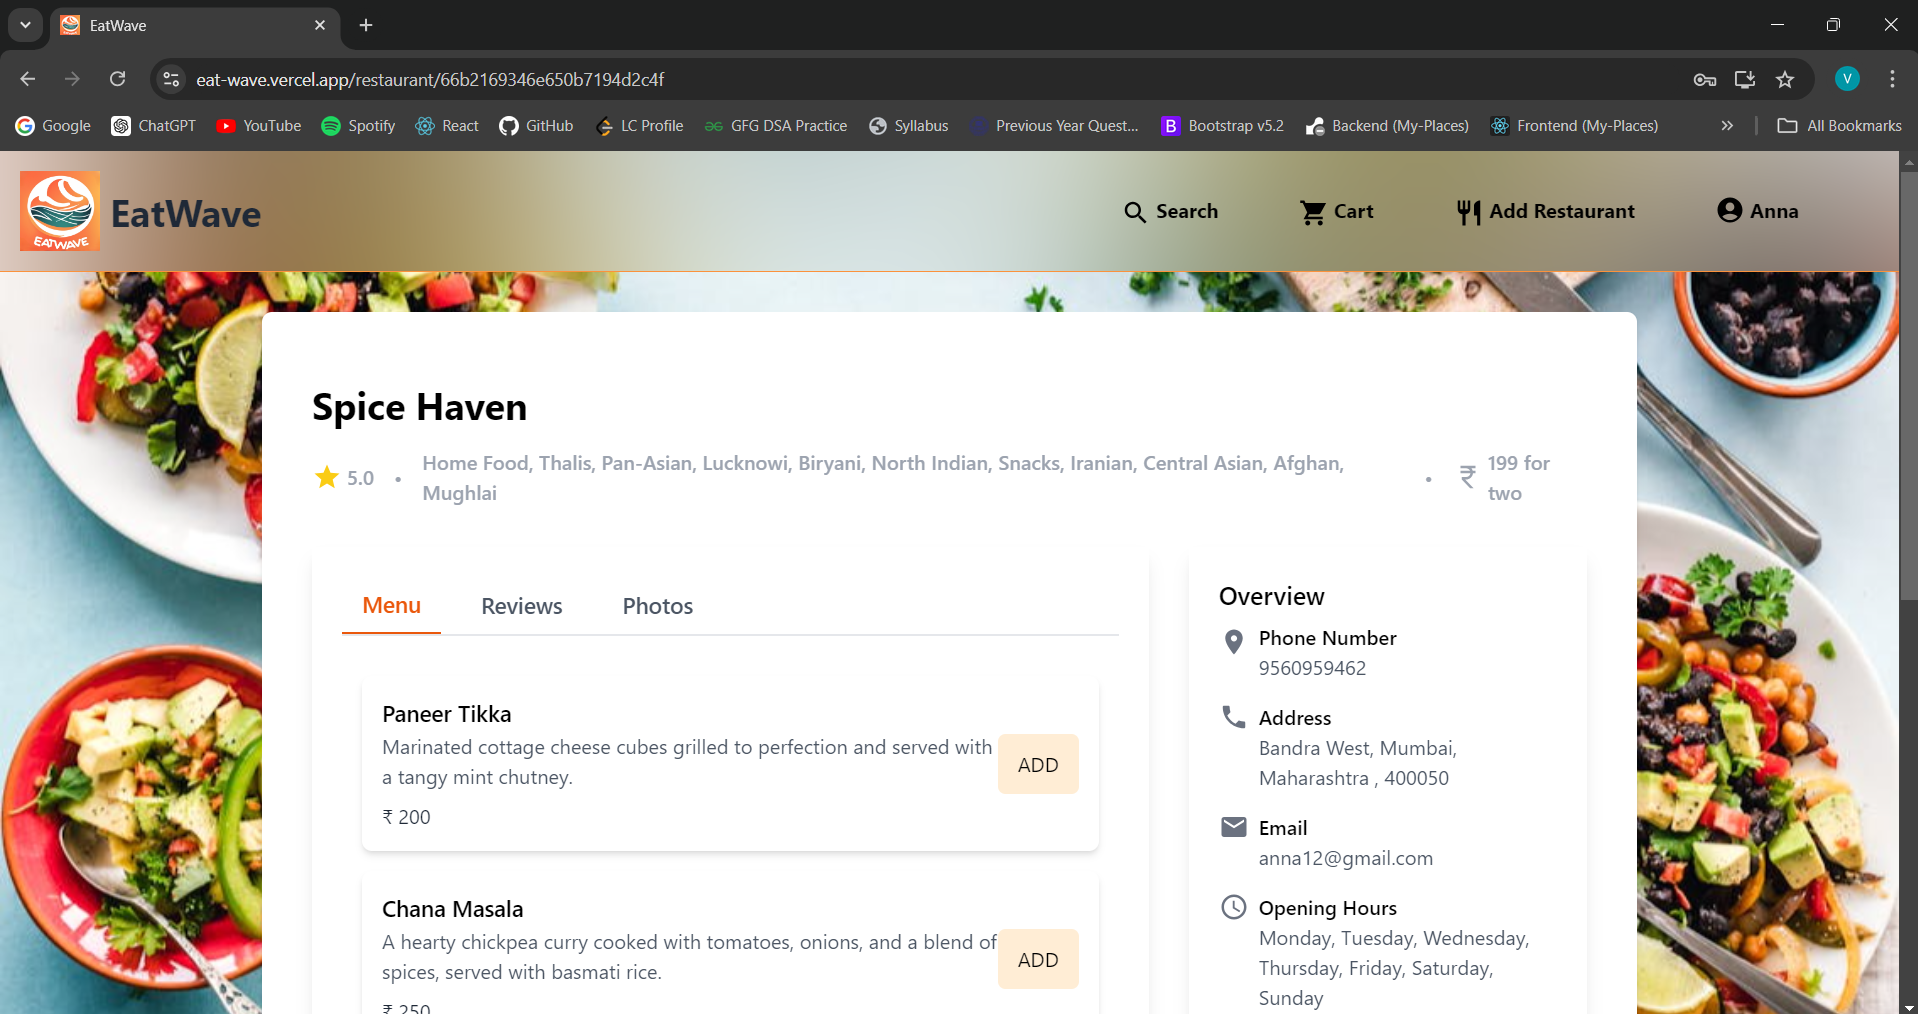 EatWave
eat-wave.vercel.app/restaurant/66b2169346e650b7194d2c4f
V
Google
ChatGPT
YouTube
Spotify
React
GitHub
LC Profile
GFG DSA Practice
Syllabus
Previous Year Quest...
B
Bootstrap v5.2
Backend (My-Places)
Frontend (My-Places)
All Bookmarks
EATWAVE
EatWave
Search
Cart
Add Restaurant
Anna
Spice Haven
5.0
•
Home Food, Thalis, Pan-Asian, Lucknowi, Biryani, North Indian, Snacks, Iranian, Central Asian, Afghan,
Mughlai
•
₹
199 for
two
Menu
Reviews
Photos
Paneer Tikka
Marinated cottage cheese cubes grilled to perfection and served with
a tangy mint chutney.
₹ 200
ADD
Chana Masala
A hearty chickpea curry cooked with tomatoes, onions, and a blend of
spices, served with basmati rice.
₹ 250
ADD
Overview
Phone Number
9560959462
Address
Bandra West, Mumbai,
Maharashtra , 400050
Email
anna12@gmail.com
Opening Hours
Monday, Tuesday, Wednesday,
Thursday, Friday, Saturday,
Sunday